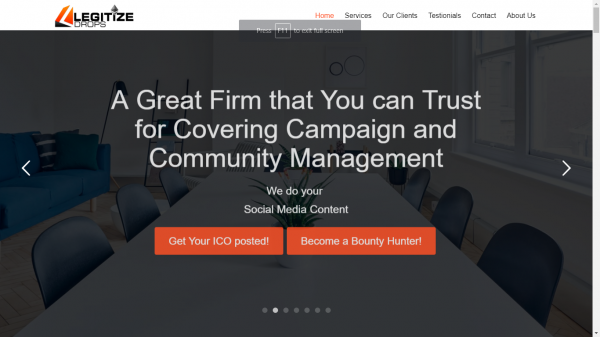 LEGITIZE
DROPS
Home Services Our Clients Testionials Contact About Us
Press F11 to exit full screen
A Great Firm that You can Trust
for Covering Campaign and
Community Management
We do your
Social Media Content
Get Your ICO posted! Become a Bounty Hunter!